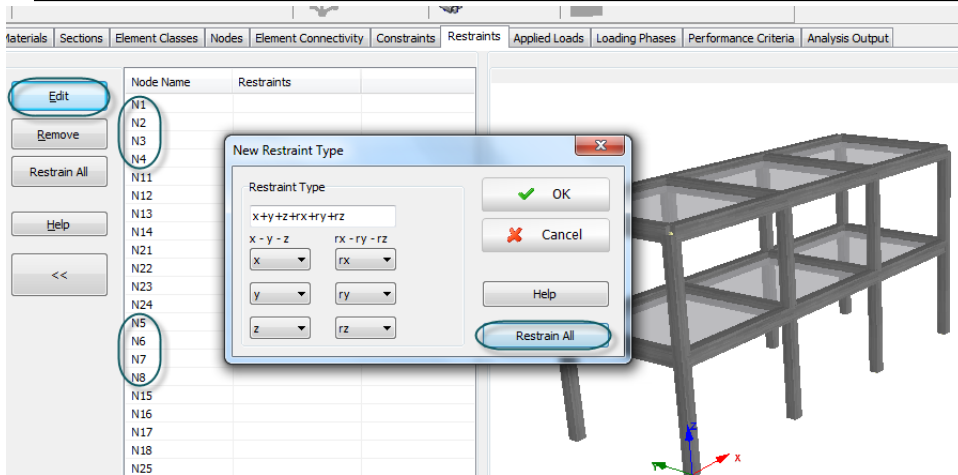 Materials Sections Element Classes Nodes Element Connectivity Constraints Restraints Applied Loads Loading Phases Performance Criteria Analysis Output
Edit
Remove
Restrain All
Help
<<
Node Name Restraints
N1
N2
N3
N4
N11
N12
N13
N14
N21
N22
N23
N24
N5
N6
N7
N8
N15
N16
N17
N18
N25
New Restraint Type
Restraint Type
x+y+z+rx+ry+rz
x - y - z rx - ry - rz
x rx
y ry
z rz
OK
Cancel
Help
Restrain All
Z
X
Y